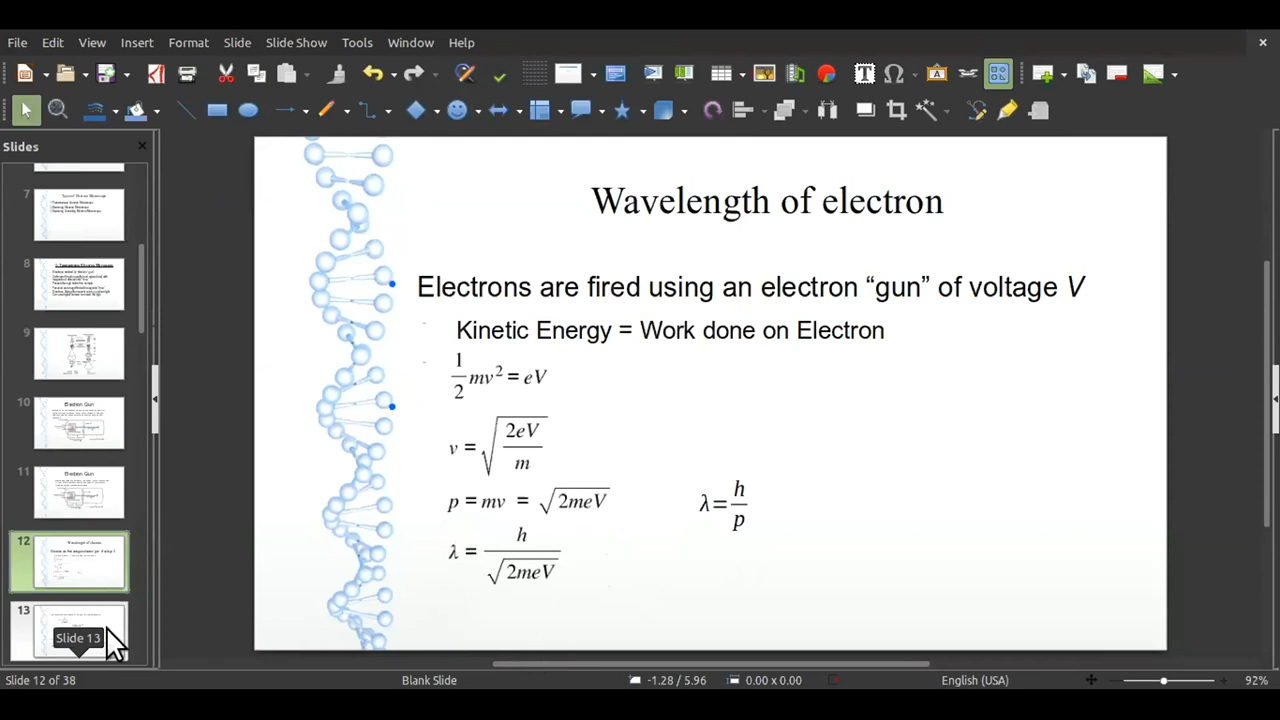 File Edit View Insert Format Slide Slide Show Tools Window Help
Slides
7
8
9
10
Electron Gun
11
Electron Gun
12
Wavelength of electron
13
Slide 13
Wavelength of electron
Electrons are fired using an electron “gun” of voltage V
Kinetic Energy = Work done on Electron
1/2 mv² = eV
v = √(2eV/m)
p = mv = √(2meV)
λ = h/p
λ = h/√(2meV)
Slide 12 of 38 Blank Slide -1.28 / 5.96 0.00 x 0.00 English (USA) 92%